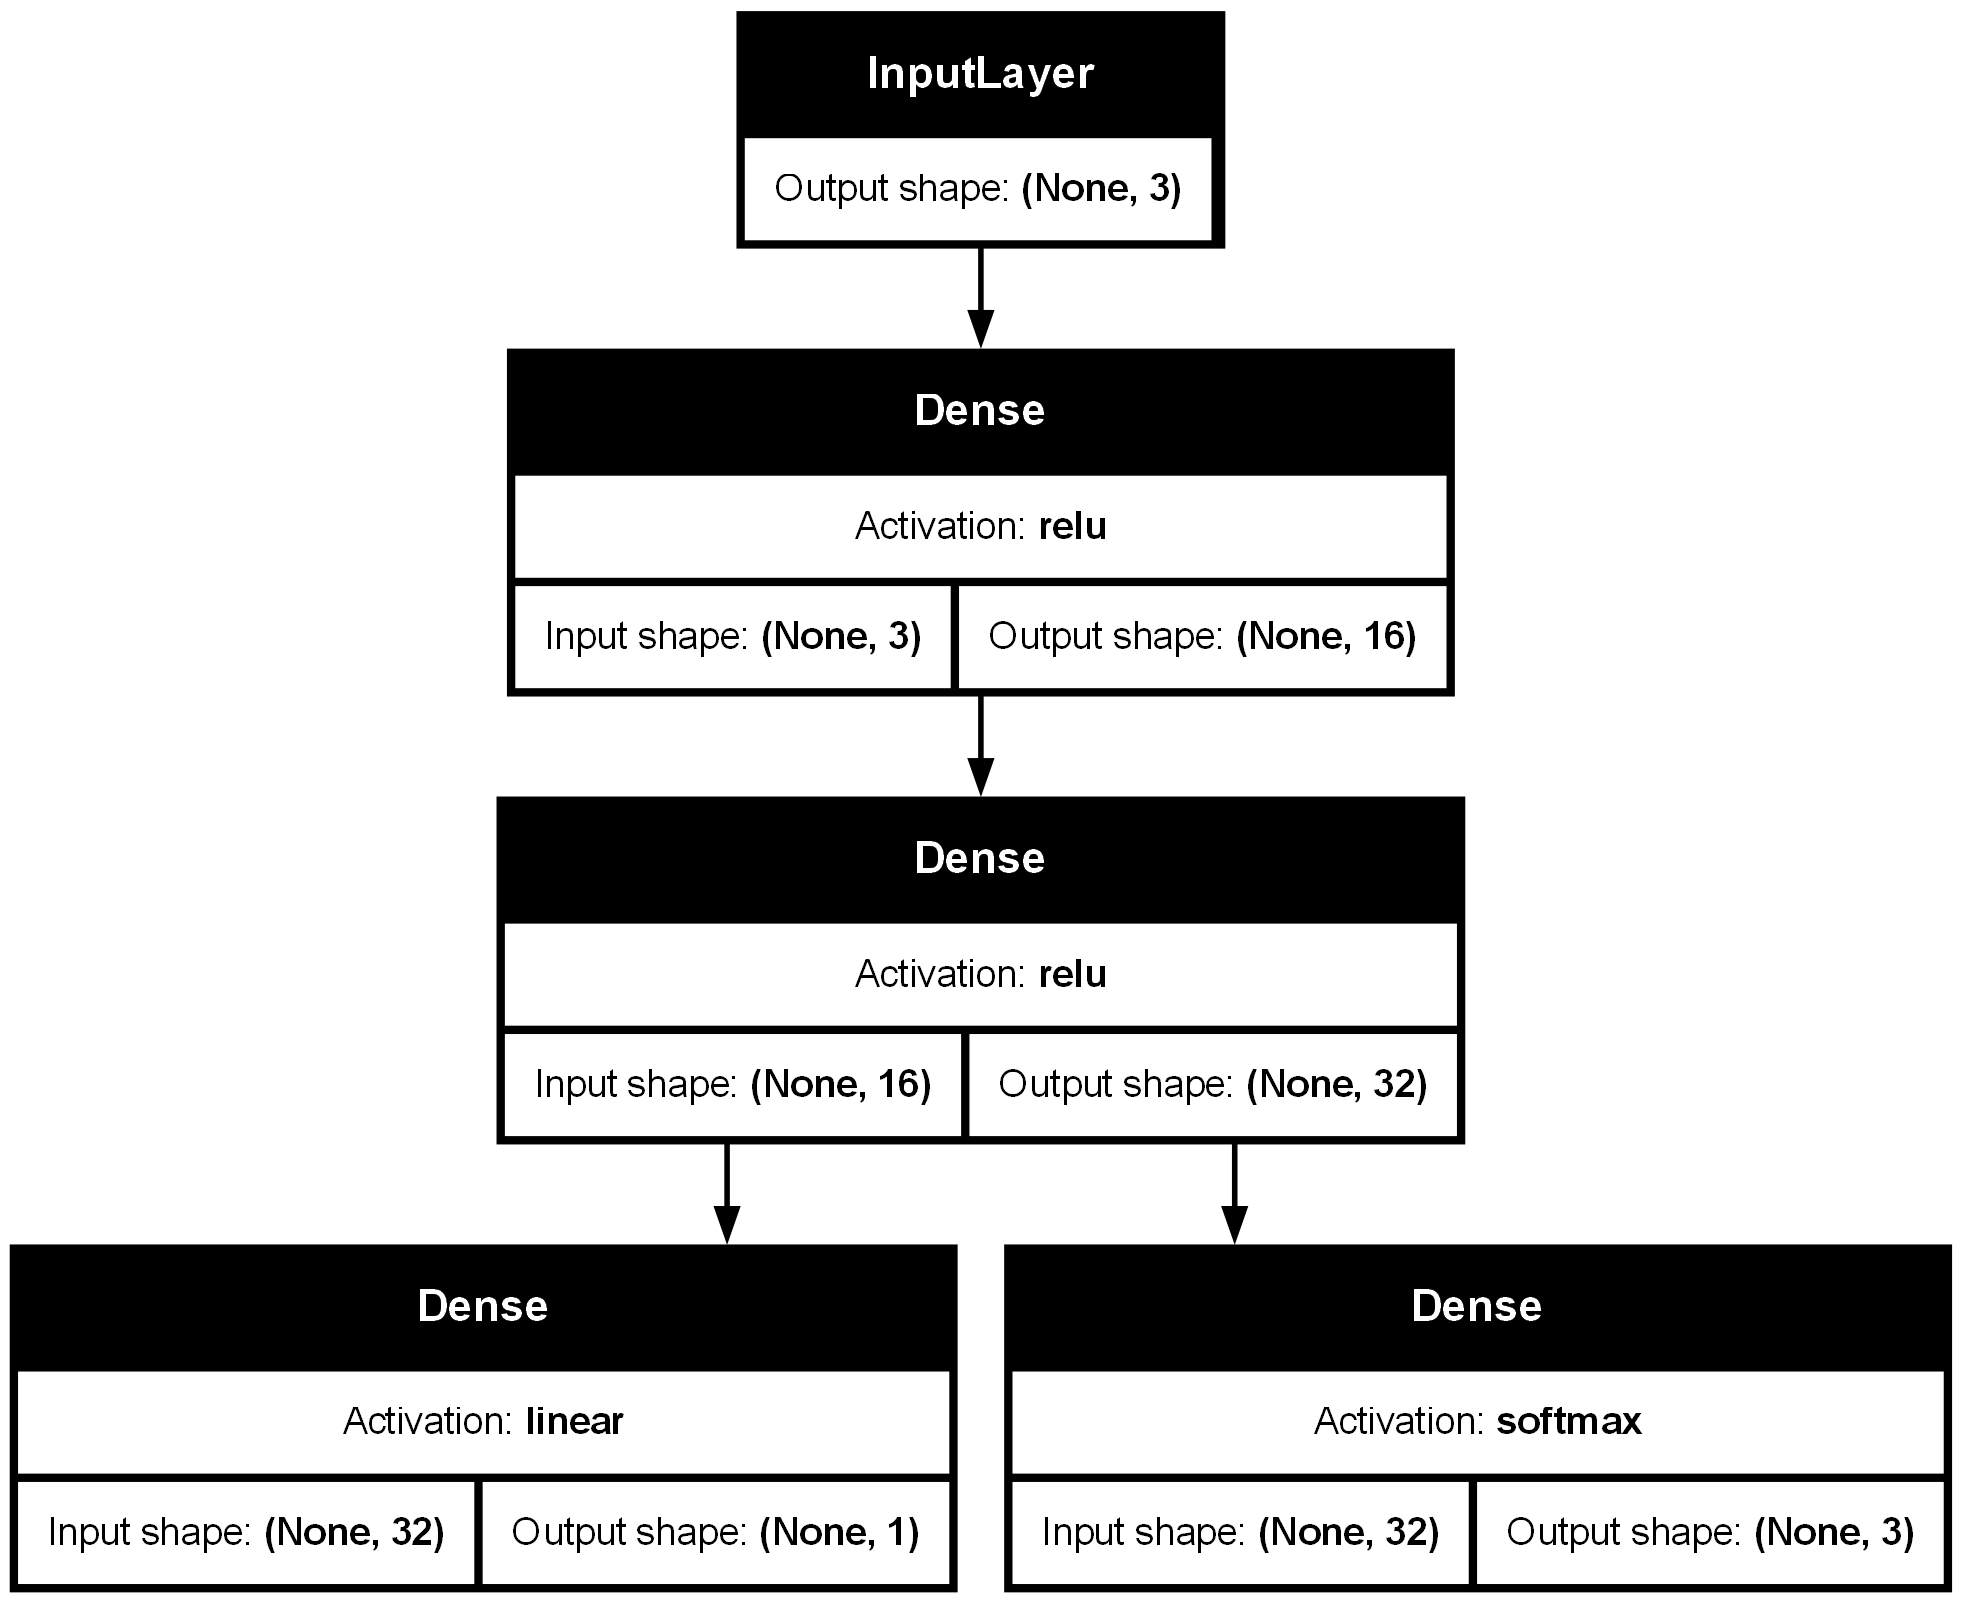 InputLayer
Output shape: (None, 3)
Dense
Activation: relu
Input shape: (None, 3) Output shape: (None, 16)
Dense
Activation: relu
Input shape: (None, 16) Output shape: (None, 32)
Dense
Activation: linear
Input shape: (None, 32) Output shape: (None, 1)
Dense
Activation: softmax
Input shape: (None, 32) Output shape: (None, 3)